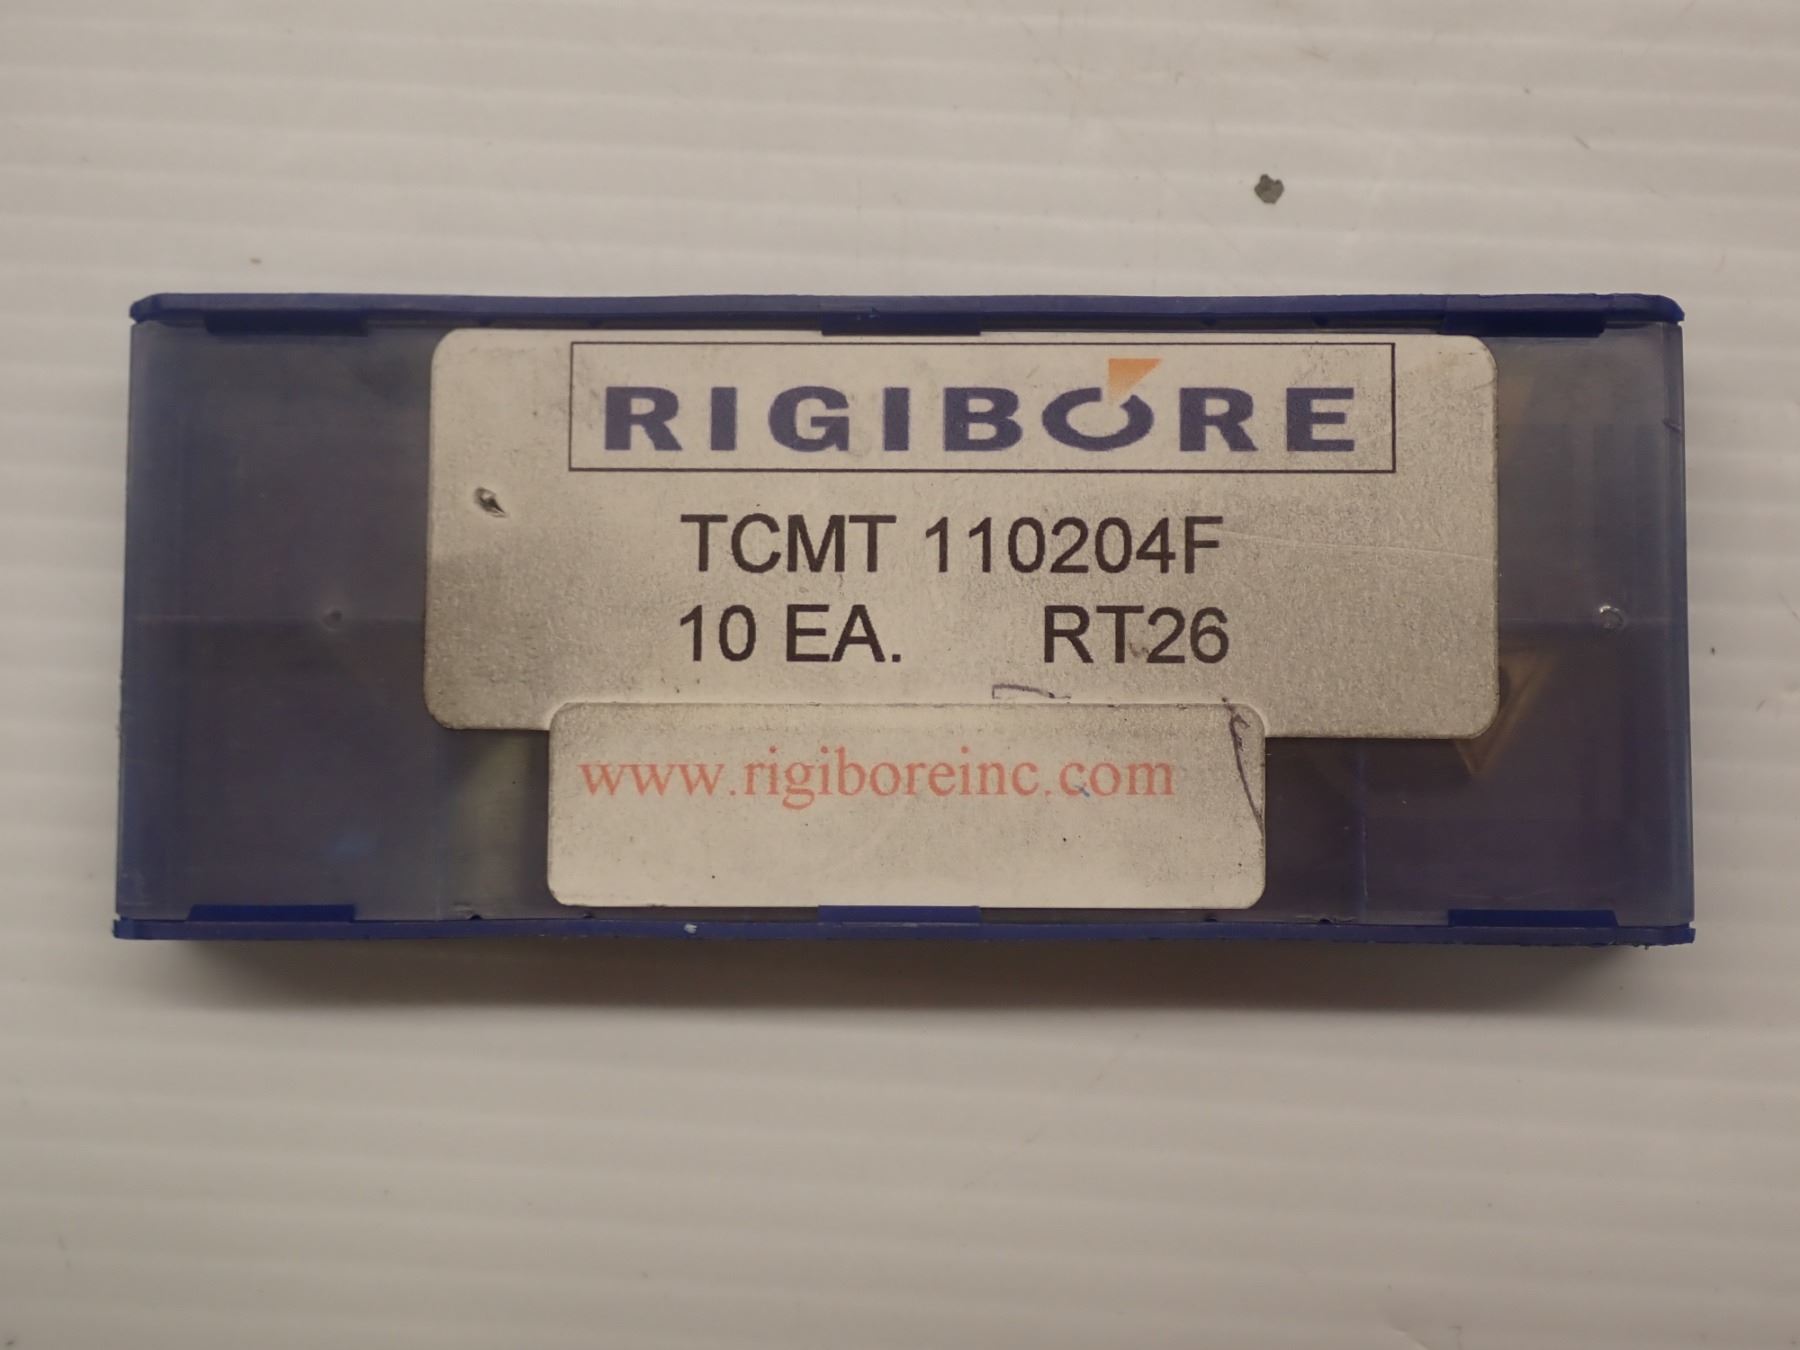 RIGIBORE
TCMT 110204F
10 EA. RT26
www.rigiboreinc.com